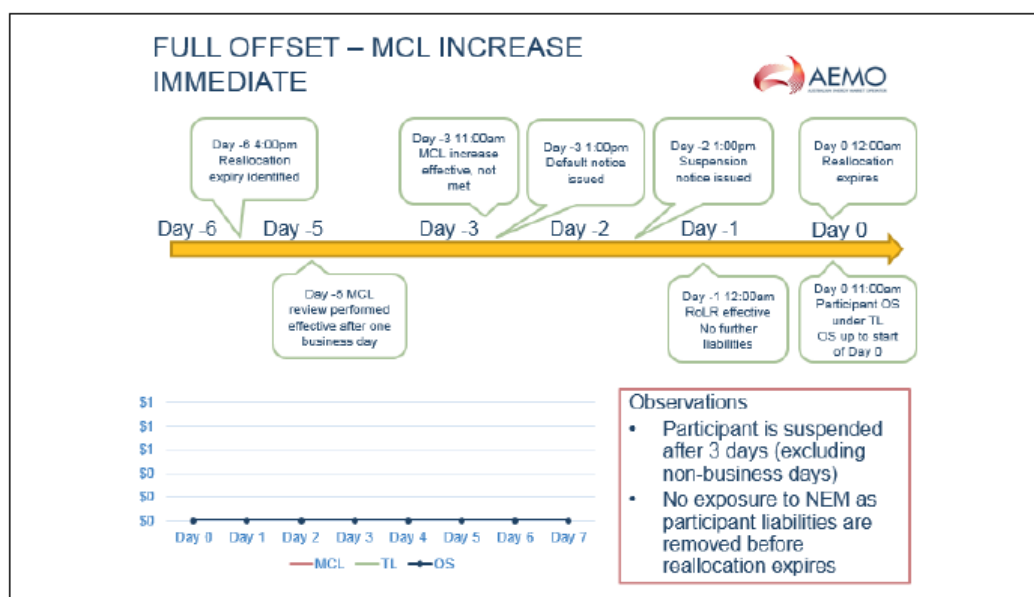 FULL OFFSET – MCL INCREASE
IMMEDIATE
AEMO
AUSTRALIAN ENERGY MARKET OPERATOR
Day -6 4:00pm
Reallocation
expiry identified
Day -3 11:00am
MCL increase
effective, not
met
Day -3 1:00pm
Default notice
issued
Day -2 1:00pm
Suspension
notice issued
Day 0 12:00am
Reallocation
expires
Day -6
Day -5
Day -3
Day -2
Day -1
Day 0
Day -5 MCL
review performed
effective after one
business day
Day -1 12:00am
RoLR effective
No further
liabilities
Day 0 11:00am
Participant OS
under TL
OS up to start
of Day 0
$1
$1
$1
$0
$0
$0
Day 0 Day 1 Day 2 Day 3 Day 4 Day 5 Day 6 Day 7
MCL TL OS
Observations
• Participant is suspended
after 3 days (excluding
non-business days)
• No exposure to NEM as
participant liabilities are
removed before
reallocation expires